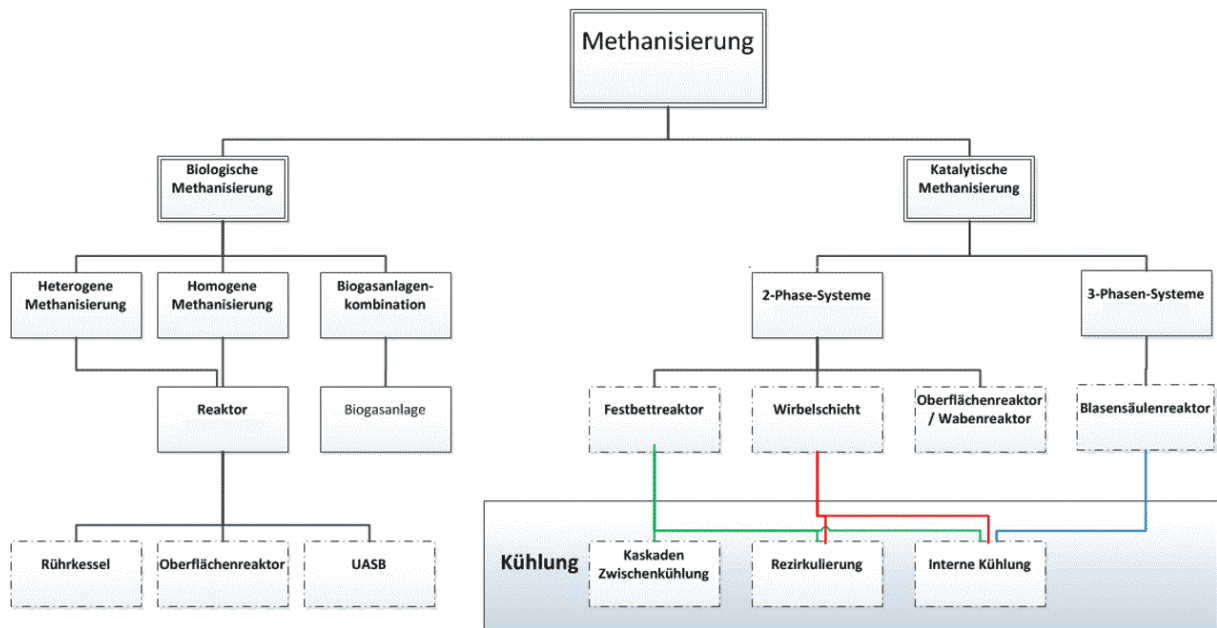 Methanisierung
Biologische
Methanisierung
Katalytische
Methanisierung
Heterogene
Methanisierung
Homogene
Methanisierung
Biogasanlagen-
kombination
2-Phase-Systeme
3-Phasen-Systeme
Reaktor
Biogasanlage
Festbettreaktor
Wirbelschicht
Oberflächenreaktor
/ Wabenreaktor
Blasensäulenreaktor
Rührkessel
Oberflächenreaktor
UASB
Kühlung
Kaskaden
Zwischenkühlung
Rezirkulierung
Interne Kühlung